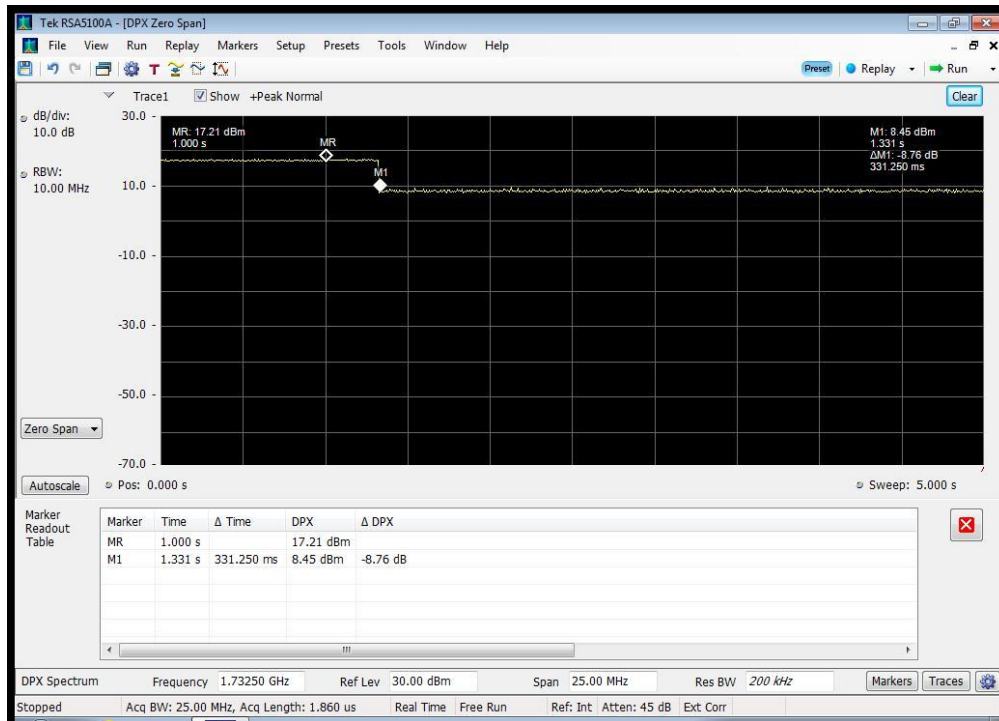 Tek RSA5100A - [DPX Zero Span]
File View Run Replay Markers Setup Presets Tools Window Help
Preset Replay Run
Trace1 Show +Peak Normal Clear
dB/div:
10.0 dB
RBW:
10.00 MHz
30.0
10.0
-10.0
-30.0
-50.0
-70.0
MR: 17.21 dBm
1.000 s
MR
M1
M1: 8.45 dBm
1.331 s
ΔM1: -8.76 dB
331.250 ms
Zero Span
Autoscale Pos: 0.000 s Sweep: 5.000 s
Marker
Readout
Table
Marker Time Δ Time DPX Δ DPX
MR 1.000 s 17.21 dBm
M1 1.331 s 331.250 ms 8.45 dBm -8.76 dB
DPX Spectrum Frequency 1.73250 GHz Ref Lev 30.00 dBm Span 25.00 MHz Res BW 200 kHz Markers Traces
Stopped Acq BW: 25.00 MHz, Acq Length: 1.860 us Real Time Free Run Ref: Int Atten: 45 dB Ext Corr